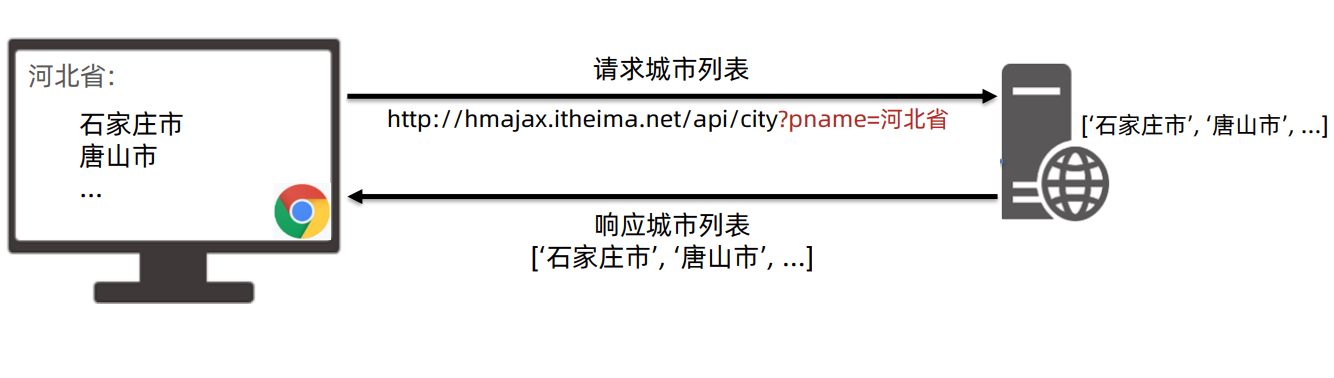 河北省：
石家庄市
唐山市
...
请求城市列表
http://hmajax.itheima.net/api/city?pname=河北省
响应城市列表
[‘石家庄市’, ‘唐山市’, ...]
[‘石家庄市’, ‘唐山市’, ...]